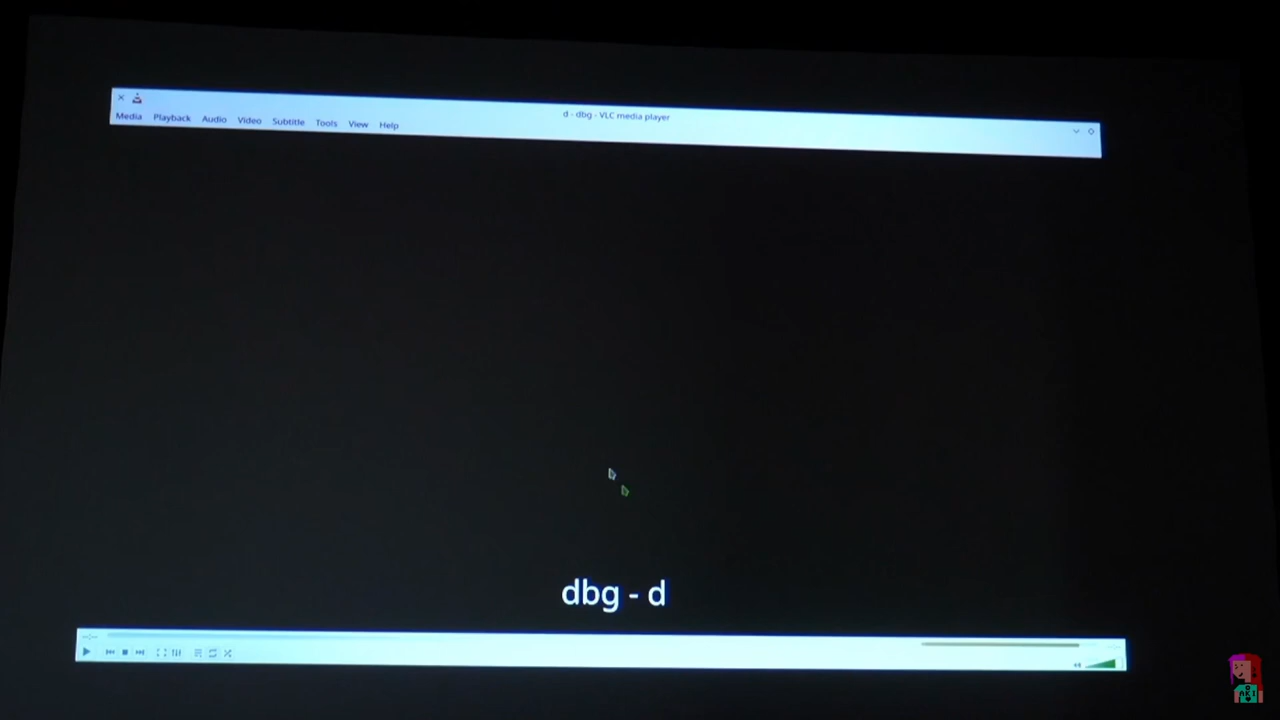 d - dbg - VLC media player
Media Playback Audio Video Subtitle Tools View Help
dbg - d
--:--